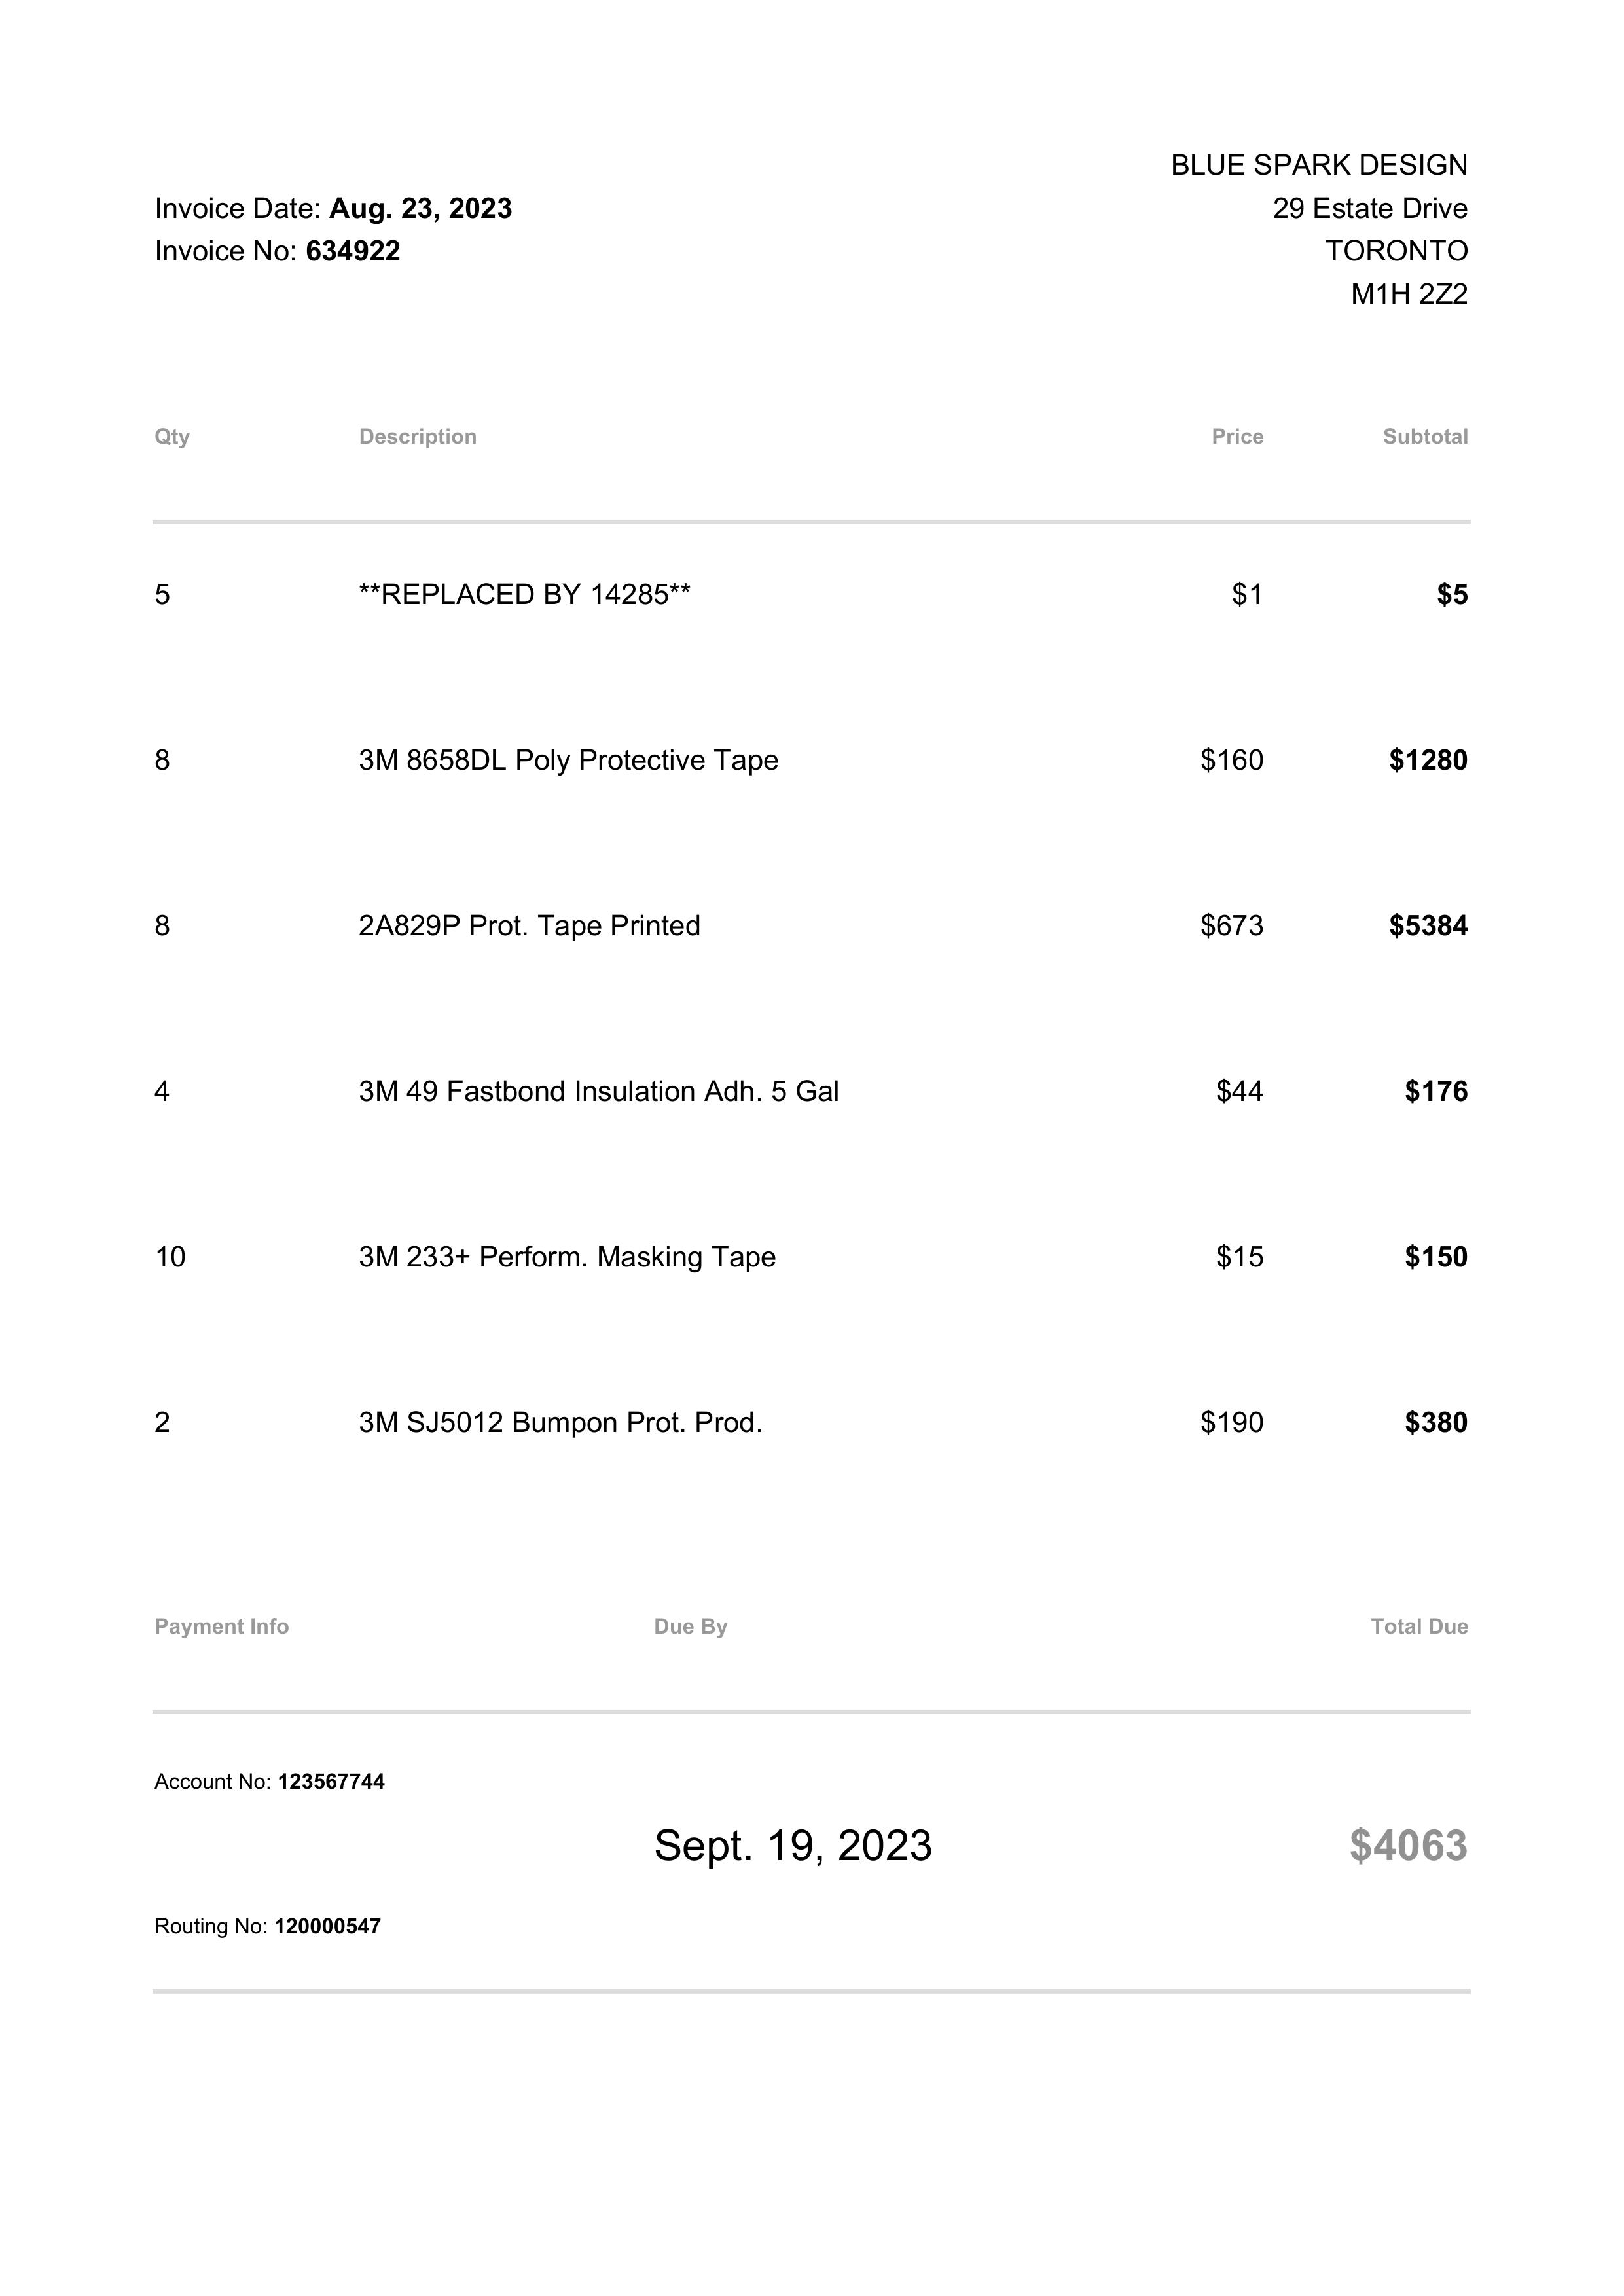 BLUE SPARK DESIGN
Invoice Date: Aug. 23, 2023 29 Estate Drive
Invoice No: 634922 TORONTO
M1H 2Z2
Qty Description Price Subtotal
5 **REPLACED BY 14285** $1 $5
8 3M 8658DL Poly Protective Tape $160 $1280
8 2A829P Prot. Tape Printed $673 $5384
4 3M 49 Fastbond Insulation Adh. 5 Gal $44 $176
10 3M 233+ Perform. Masking Tape $15 $150
2 3M SJ5012 Bumpon Prot. Prod. $190 $380
Payment Info Due By Total Due
Account No: 123567744
Sept. 19, 2023 $4063
Routing No: 120000547